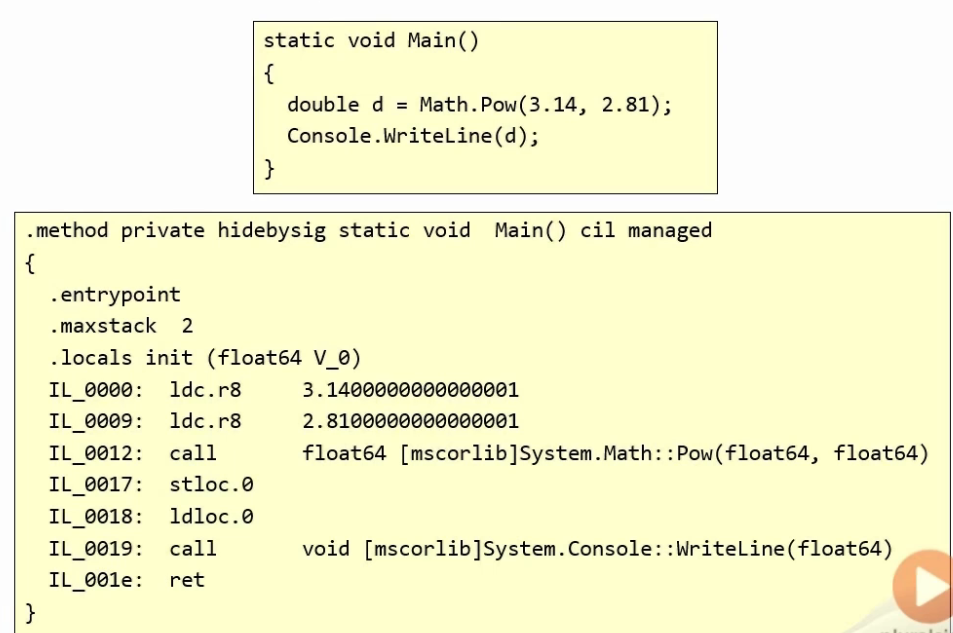 static void Main()
{
  double d = Math.Pow(3.14, 2.81);
  Console.WriteLine(d);
}
.method private hidebysig static void  Main() cil managed
{
  .entrypoint
  .maxstack  2
  .locals init (float64 V_0)
  IL_0000:  ldc.r8     3.1400000000000001
  IL_0009:  ldc.r8     2.8100000000000001
  IL_0012:  call       float64 [mscorlib]System.Math::Pow(float64, float64)
  IL_0017:  stloc.0
  IL_0018:  ldloc.0
  IL_0019:  call       void [mscorlib]System.Console::WriteLine(float64)
  IL_001e:  ret
}